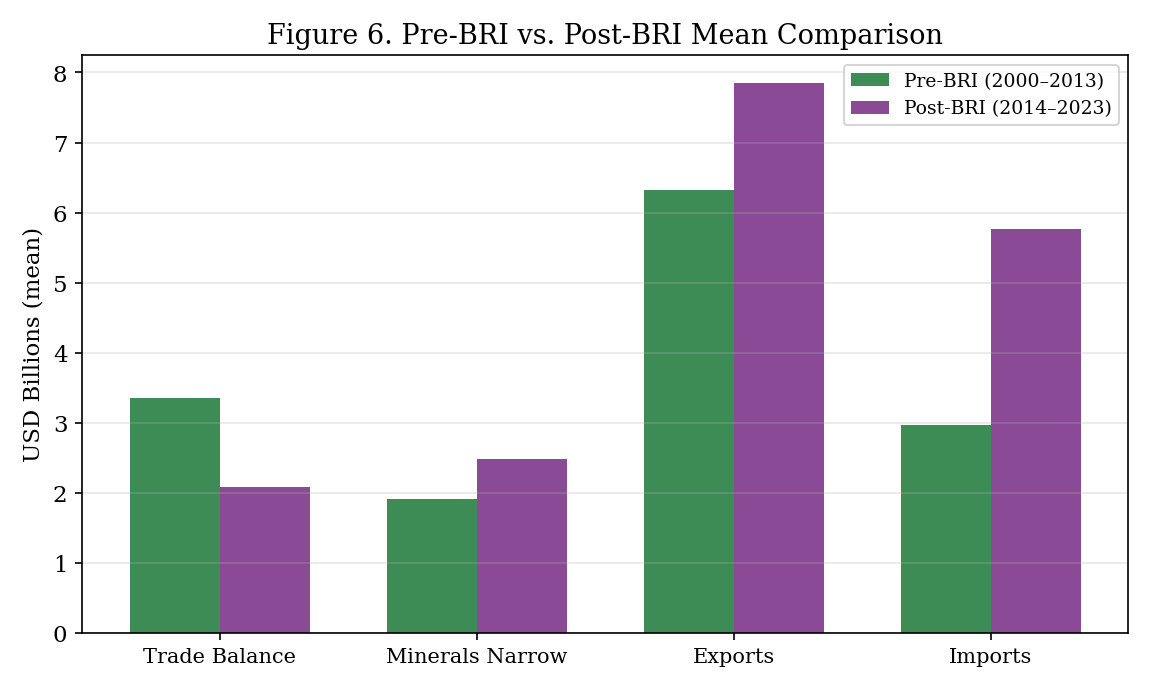 Figure 6. Pre-BRI vs. Post-BRI Mean Comparison
Pre-BRI (2000–2013)
Post-BRI (2014–2023)
USD Billions (mean)
8
7
6
5
4
3
2
1
0
Trade Balance
Minerals Narrow
Exports
Imports